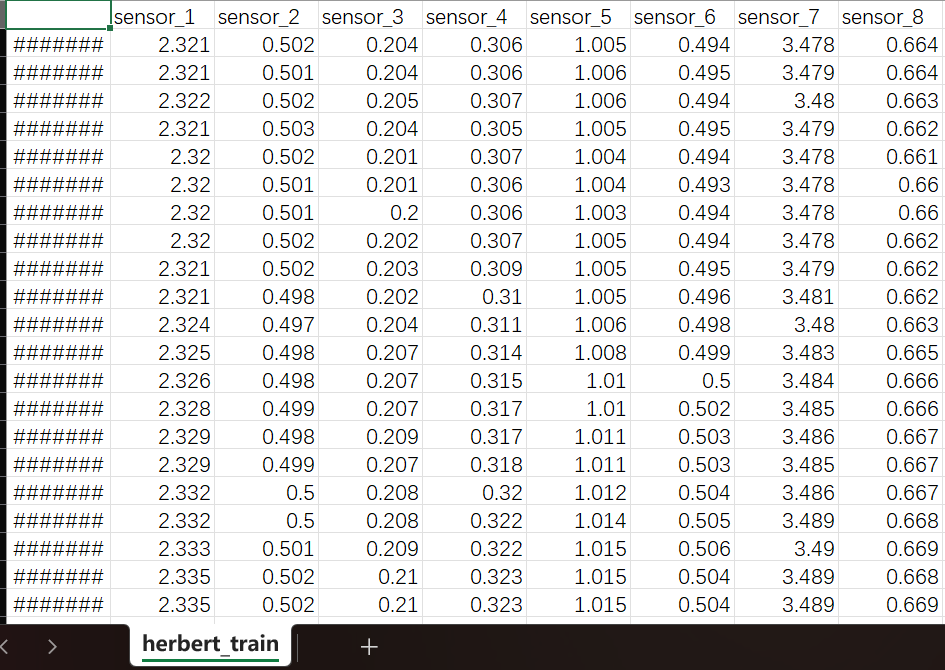 sensor_1 sensor_2 sensor_3 sensor_4 sensor_5 sensor_6 sensor_7 sensor_8
####### 2.321 0.502 0.204 0.306 1.005 0.494 3.478 0.664
####### 2.321 0.501 0.204 0.306 1.006 0.495 3.479 0.664
####### 2.322 0.502 0.205 0.307 1.006 0.494 3.48 0.663
####### 2.321 0.503 0.204 0.305 1.005 0.495 3.479 0.662
####### 2.32 0.502 0.201 0.307 1.004 0.494 3.478 0.661
####### 2.32 0.501 0.201 0.306 1.004 0.493 3.478 0.66
####### 2.32 0.501 0.2 0.306 1.003 0.494 3.478 0.66
####### 2.32 0.502 0.202 0.307 1.005 0.494 3.478 0.662
####### 2.321 0.502 0.203 0.309 1.005 0.495 3.479 0.662
####### 2.321 0.498 0.202 0.31 1.005 0.496 3.481 0.662
####### 2.324 0.497 0.204 0.311 1.006 0.498 3.48 0.663
####### 2.325 0.498 0.207 0.314 1.008 0.499 3.483 0.665
####### 2.326 0.498 0.207 0.315 1.01 0.5 3.484 0.666
####### 2.328 0.499 0.207 0.317 1.01 0.502 3.485 0.666
####### 2.329 0.498 0.209 0.317 1.011 0.503 3.486 0.667
####### 2.329 0.499 0.207 0.318 1.011 0.503 3.485 0.667
####### 2.332 0.5 0.208 0.32 1.012 0.504 3.486 0.667
####### 2.332 0.5 0.208 0.322 1.014 0.505 3.489 0.668
####### 2.333 0.501 0.209 0.322 1.015 0.506 3.49 0.669
####### 2.335 0.502 0.21 0.323 1.015 0.504 3.489 0.668
####### 2.335 0.502 0.21 0.323 1.015 0.504 3.489 0.669
herbert_train +